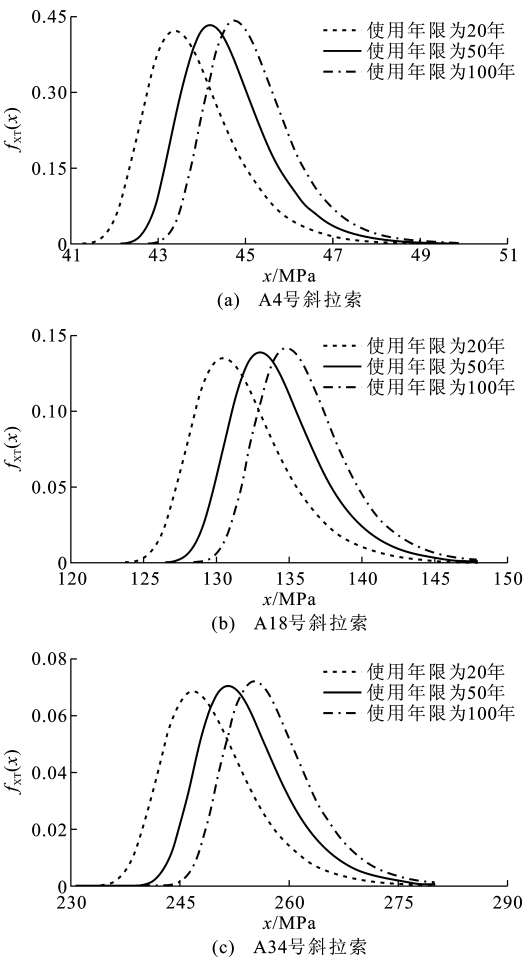 0.45
0.30
0.15
0
f_XT(x)
使用年限为20年
使用年限为50年
使用年限为100年
41 43 45 47 49 51
x/MPa
(a) A4号斜拉索
0.15
0.10
0.05
0
f_XT(x)
使用年限为20年
使用年限为50年
使用年限为100年
120 125 130 135 140 145 150
x/MPa
(b) A18号斜拉索
0.08
0.06
0.04
0.02
0
f_XT(x)
使用年限为20年
使用年限为50年
使用年限为100年
230 245 260 275 290
x/MPa
(c) A34号斜拉索